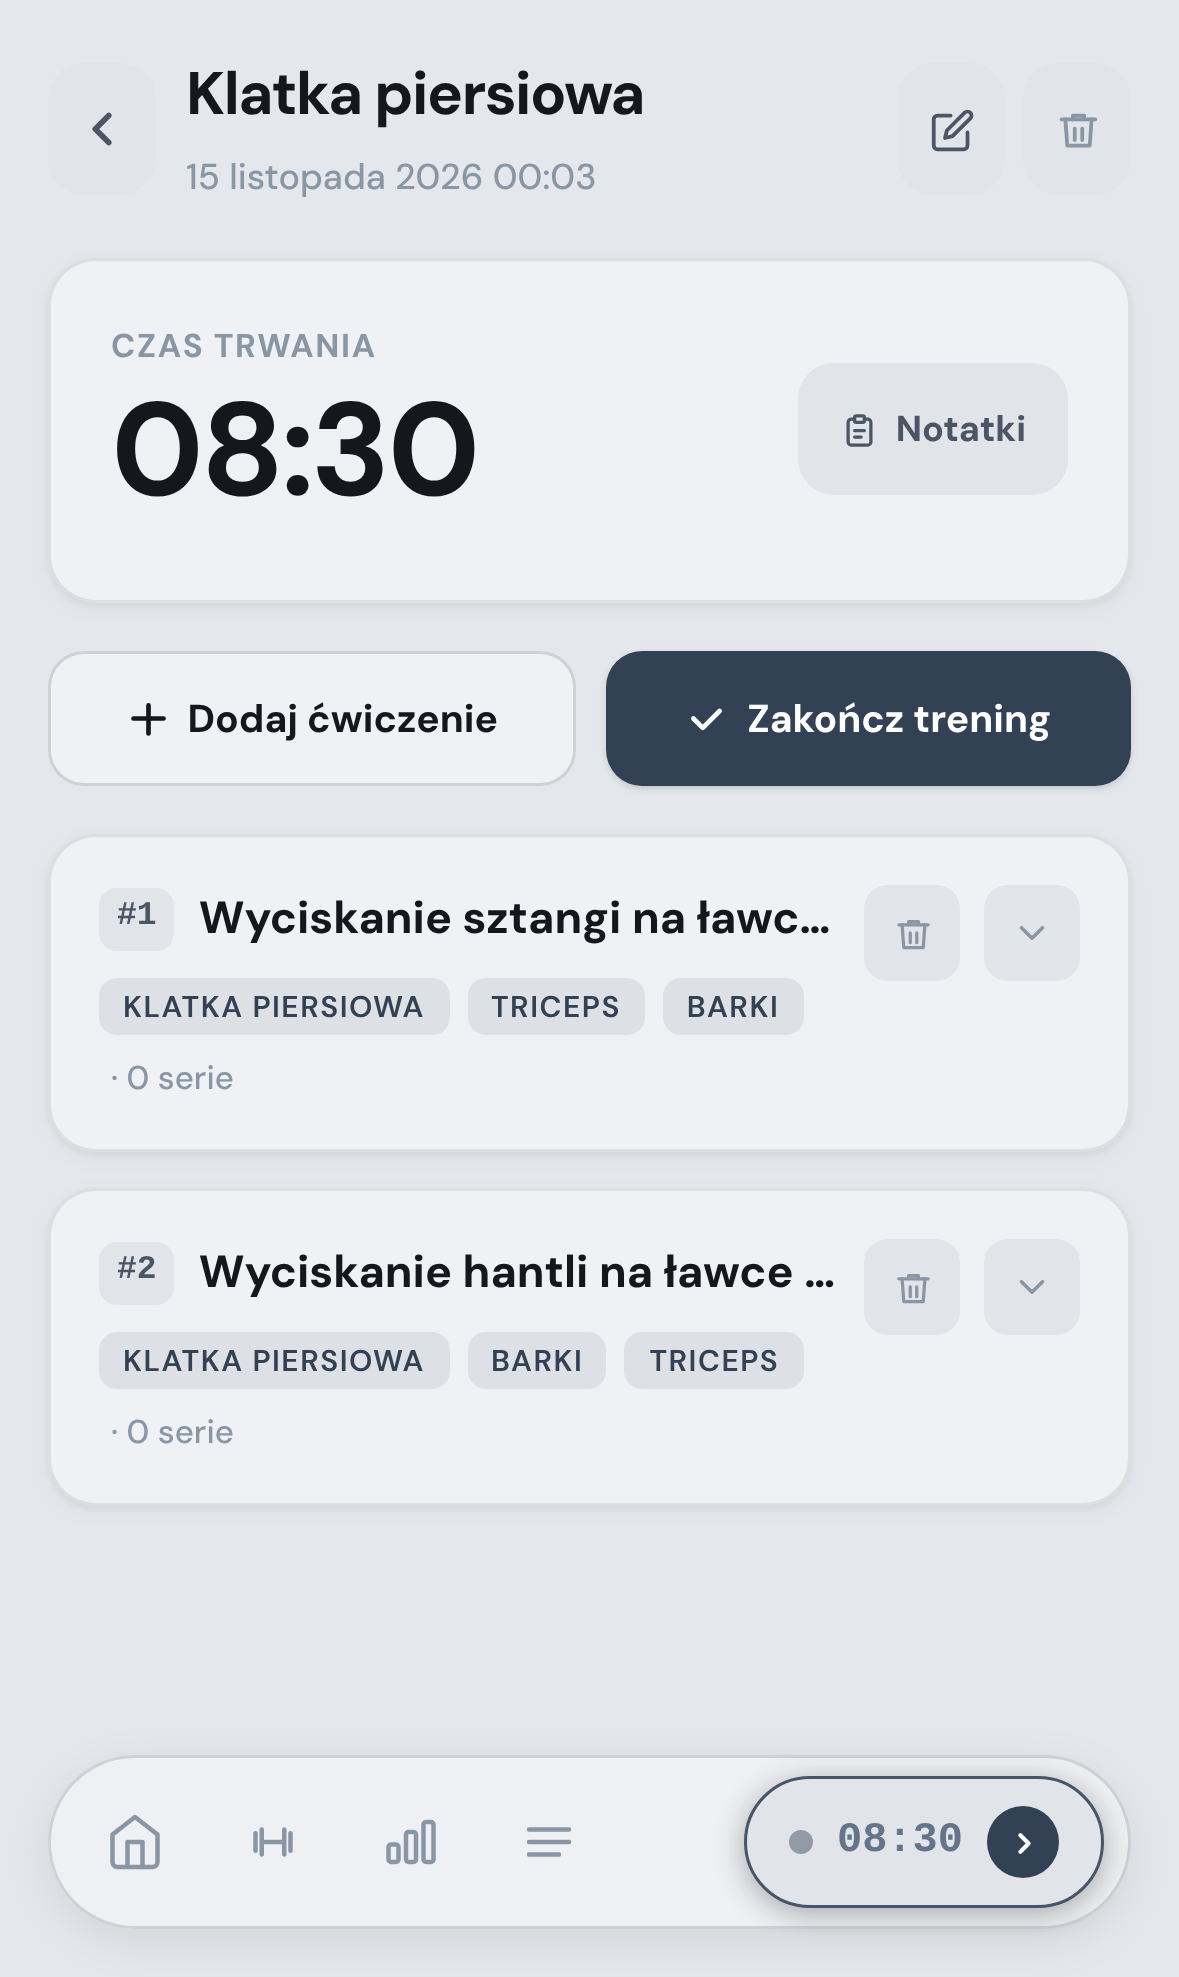 Klatka piersiowa
15 listopada 2026 00:03
CZAS TRWANIA
08:30
Notatki
Dodaj ćwiczenie
Zakończ trening
#1 Wyciskanie sztangi na ławc...
KLATKA PIERSIOWA TRICEPS BARKI
· 0 serie
#2 Wyciskanie hantli na ławce ...
KLATKA PIERSIOWA BARKI TRICEPS
· 0 serie
08:30